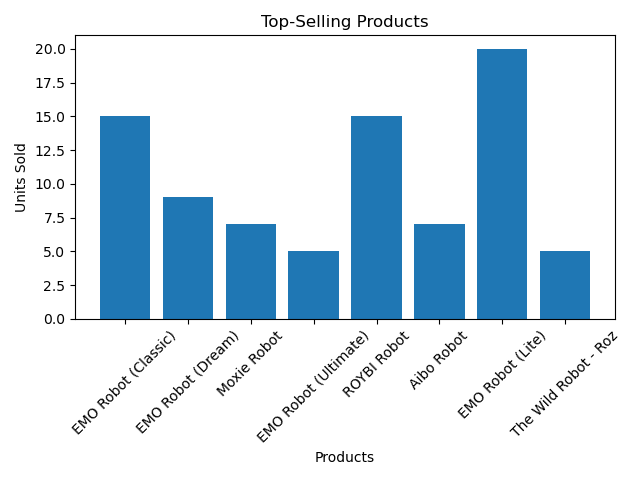 Top-Selling Products
Units Sold
20.0
17.5
15.0
12.5
10.0
7.5
5.0
2.5
0.0
EMO Robot (Classic)
EMO Robot (Dream)
Moxie Robot
EMO Robot (Ultimate)
ROYBI Robot
Aibo Robot
EMO Robot (Lite)
The Wild Robot - Roz
Products